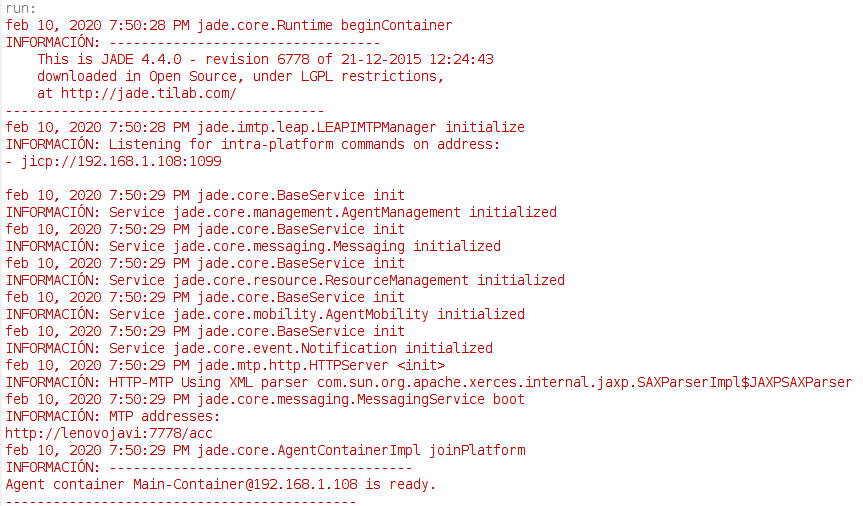 run:
feb 10, 2020 7:50:28 PM jade.core.Runtime beginContainer
INFORMACIÓN: ----------------------------------
    This is JADE 4.4.0 - revision 6778 of 21-12-2015 12:24:43
    downloaded in Open Source, under LGPL restrictions,
    at http://jade.tilab.com/
----------------------------------------
feb 10, 2020 7:50:28 PM jade.imtp.leap.LEAPIMTPManager initialize
INFORMACIÓN: Listening for intra-platform commands on address:
- jicp://192.168.1.108:1099

feb 10, 2020 7:50:29 PM jade.core.BaseService init
INFORMACIÓN: Service jade.core.management.AgentManagement initialized
feb 10, 2020 7:50:29 PM jade.core.BaseService init
INFORMACIÓN: Service jade.core.messaging.Messaging initialized
feb 10, 2020 7:50:29 PM jade.core.BaseService init
INFORMACIÓN: Service jade.core.resource.ResourceManagement initialized
feb 10, 2020 7:50:29 PM jade.core.BaseService init
INFORMACIÓN: Service jade.core.mobility.AgentMobility initialized
feb 10, 2020 7:50:29 PM jade.core.BaseService init
INFORMACIÓN: Service jade.core.event.Notification initialized
feb 10, 2020 7:50:29 PM jade.mtp.http.HTTPServer <init>
INFORMACIÓN: HTTP-MTP Using XML parser com.sun.org.apache.xerces.internal.jaxp.SAXParserImpl$JAXPSAXParser
feb 10, 2020 7:50:29 PM jade.core.messaging.MessagingService boot
INFORMACIÓN: MTP addresses:
http://lenovojavi:7778/acc
feb 10, 2020 7:50:29 PM jade.core.AgentContainerImpl joinPlatform
INFORMACIÓN: --------------------------------------
Agent container Main-Container@192.168.1.108 is ready.
--------------------------------------------